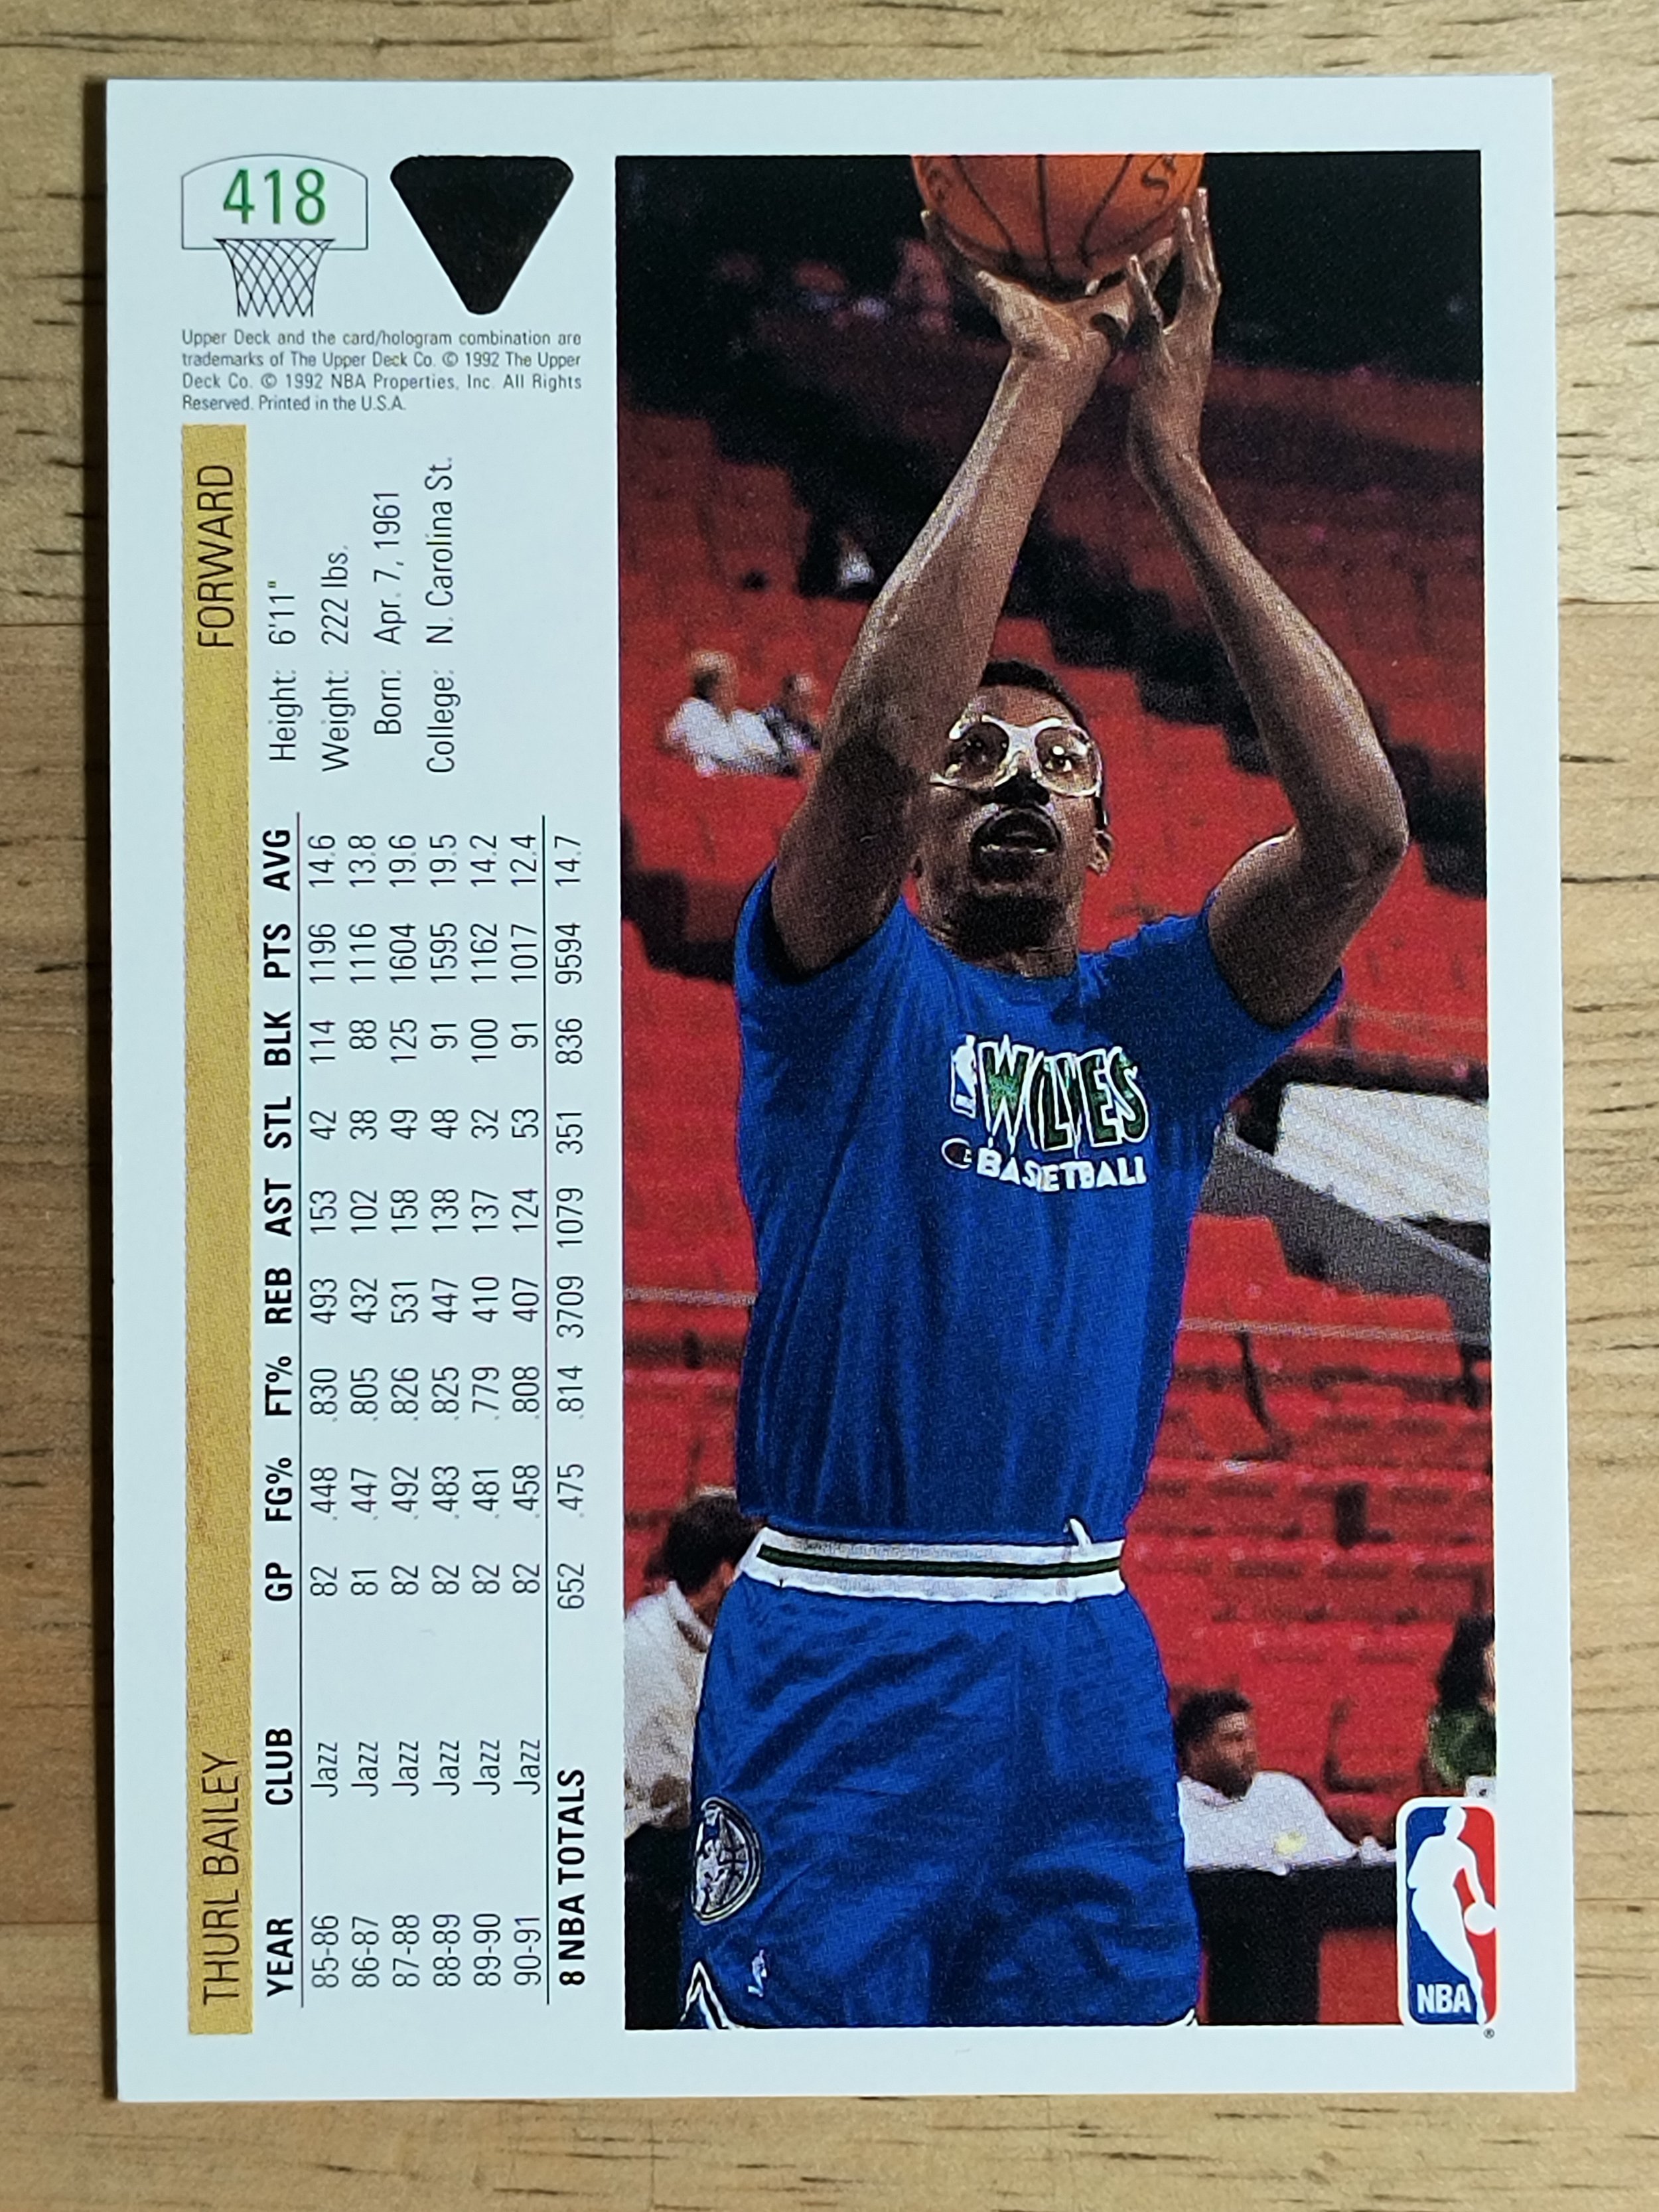 418
Upper Deck and the card/hologram combination are
trademarks of The Upper Deck Co. © 1992 The Upper
Deck Co. © 1992 NBA Properties, Inc. All Rights
Reserved. Printed in the U.S.A.
THURL BAILEY FORWARD
Height: 6'11"
Weight: 222 lbs.
Born: Apr. 7, 1961
College: N. Carolina St.
YEAR CLUB GP FG% FT% REB AST STL BLK PTS AVG
85-86 Jazz 82 .448 .830 493 153 42 114 1196 14.6
86-87 Jazz 81 .447 .805 432 102 38 88 1116 13.8
87-88 Jazz 82 .492 .826 531 158 49 125 1604 19.6
88-89 Jazz 82 .483 .825 447 138 48 91 1595 19.5
89-90 Jazz 82 .481 .779 410 137 32 100 1162 14.2
90-91 Jazz 82 .458 .808 407 124 53 91 1017 12.4
8 NBA TOTALS 652 .475 .814 3709 1079 351 836 9594 14.7
WOLVES
BASKETBALL
NBA
®